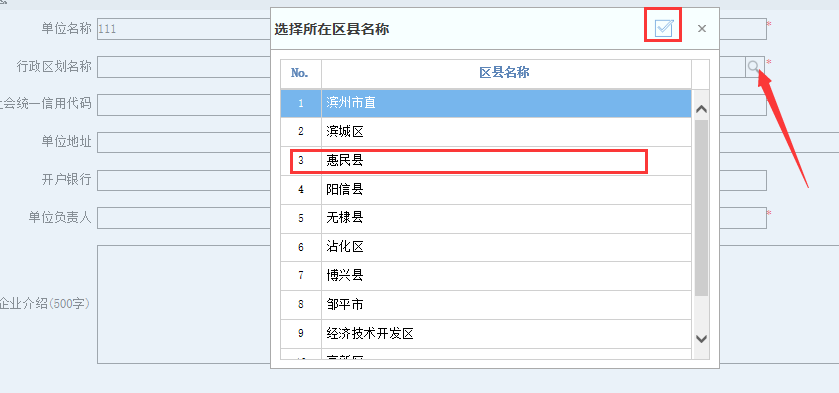 选择所在区县名称
单位名称 111 *
行政区划名称 *
会统一信用代码
单位地址
开户银行
单位负责人 *
企业介绍(500字)
No. 区县名称
1 滨州市直
2 滨城区
3 惠民县
4 阳信县
5 无棣县
6 沾化区
7 博兴县
8 邹平市
9 经济技术开发区